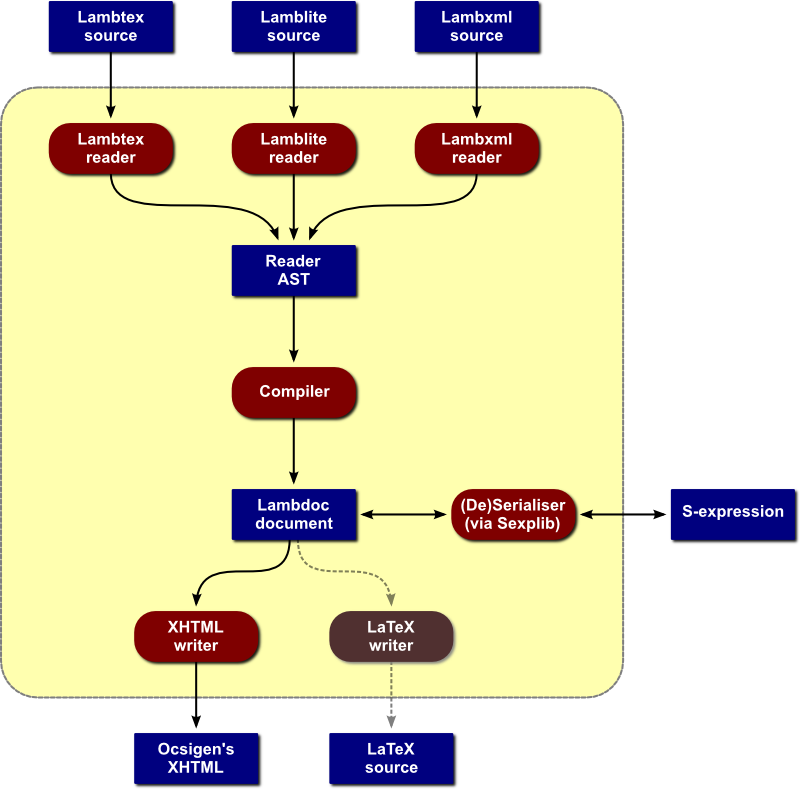 Lambtex
source
Lamblite
source
Lambxml
source
Lambtex
reader
Lamblite
reader
Lambxml
reader
Reader
AST
Compiler
Lambdoc
document
(De)Serialiser
(via Sexplib)
S-expression
XHTML
writer
LaTeX
writer
Ocsigen's
XHTML
LaTeX
source